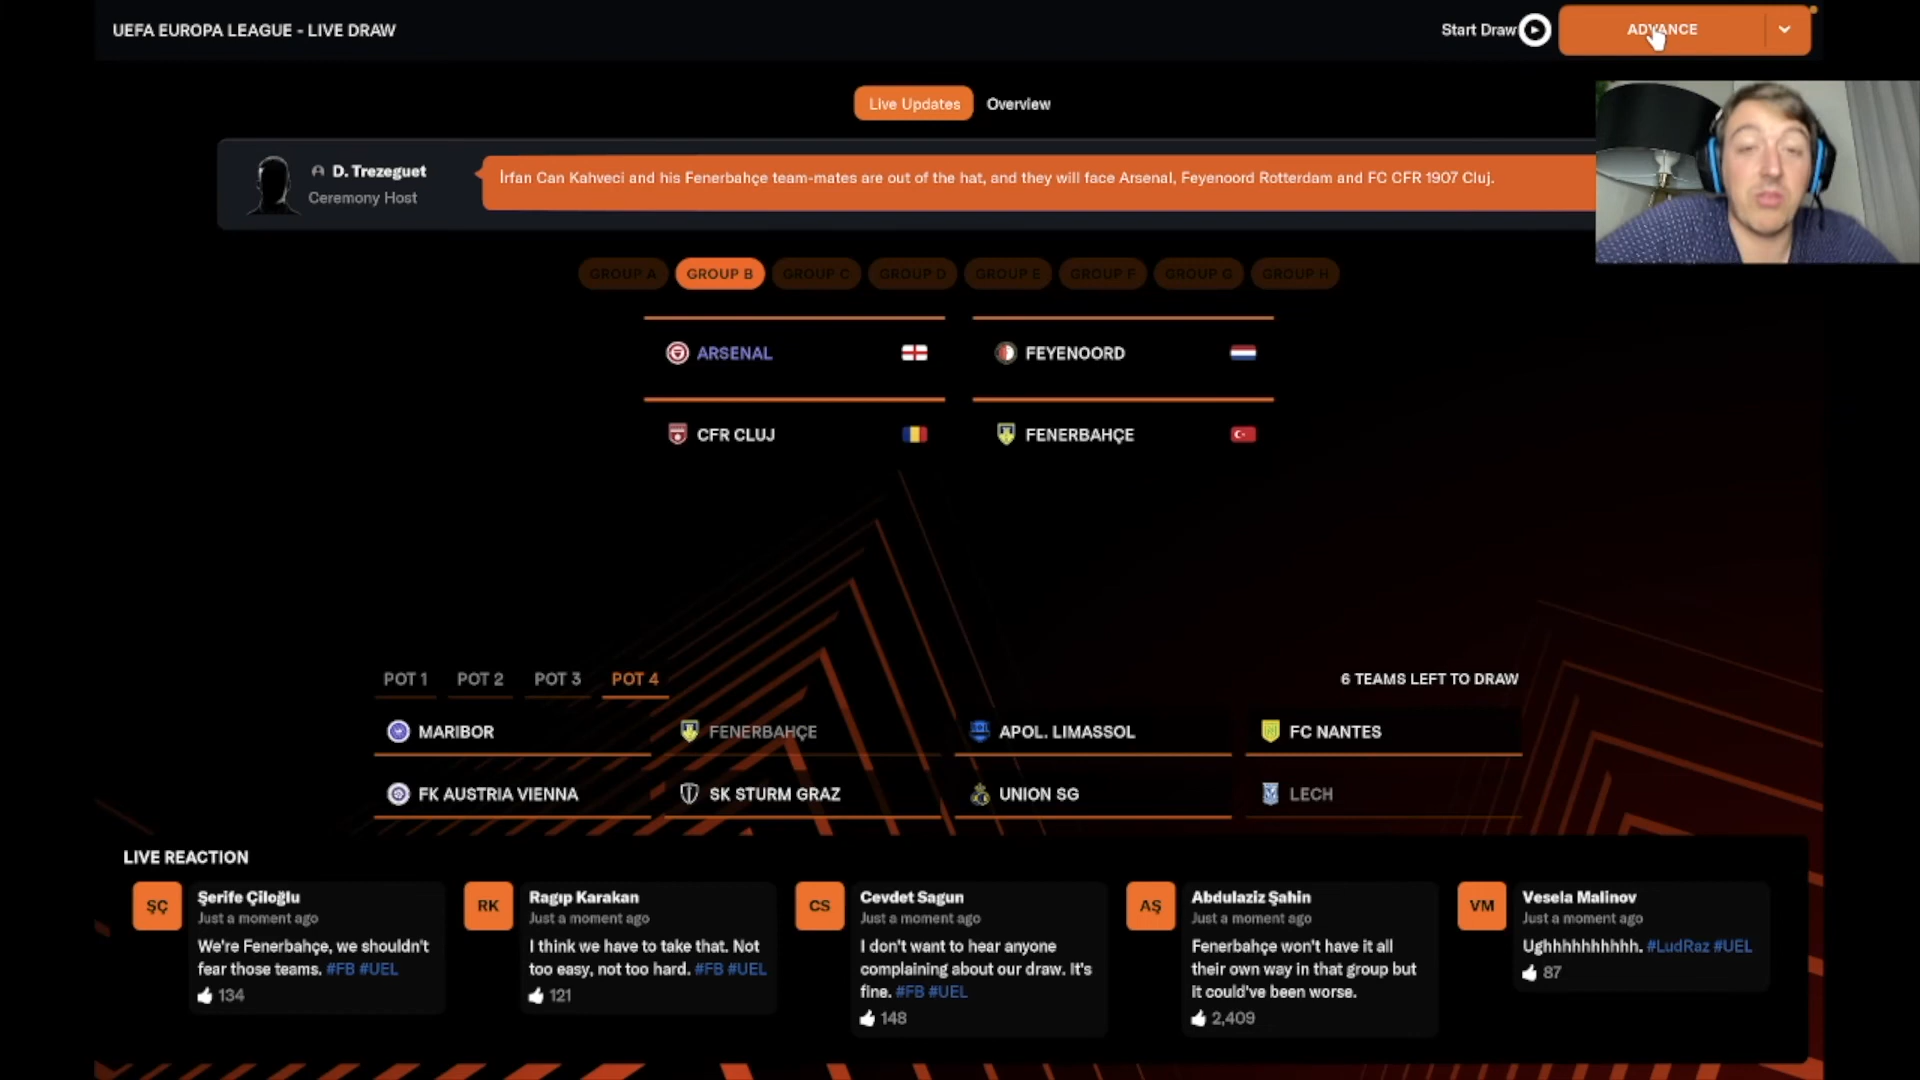 UEFA EUROPA LEAGUE - LIVE DRAW
Start Draw
ADVANCE
Live Updates
Overview
D. Trezeguet
Ceremony Host
İrfan Can Kahveci and his Fenerbahçe team-mates are out of the hat, and they will face Arsenal, Feyenoord Rotterdam and FC CFR 1907 Cluj.
GROUP A
GROUP B
GROUP C
GROUP D
GROUP E
GROUP F
GROUP G
GROUP H
ARSENAL
FEYENOORD
CFR CLUJ
FENERBAHÇE
POT 1
POT 2
POT 3
POT 4
6 TEAMS LEFT TO DRAW
MARIBOR
FENERBAHÇE
APOL. LIMASSOL
FC NANTES
FK AUSTRIA VIENNA
SK STURM GRAZ
UNION SG
LECH
LIVE REACTION
ŞÇ
Şerife Çiloğlu
Just a moment ago
We're Fenerbahçe, we shouldn't
fear those teams. #FB #UEL
134
RK
Ragıp Karakan
Just a moment ago
I think we have to take that. Not
too easy, not too hard. #FB #UEL
121
CS
Cevdet Sagun
Just a moment ago
I don't want to hear anyone
complaining about our draw. It's
fine. #FB #UEL
148
AŞ
Abdulaziz Şahin
Just a moment ago
Fenerbahçe won't have it all
their own way in that group but
it could've been worse.
2,409
VM
Vesela Malinov
Just a moment ago
Ughhhhhhhhhh. #LudRaz #UEL
87